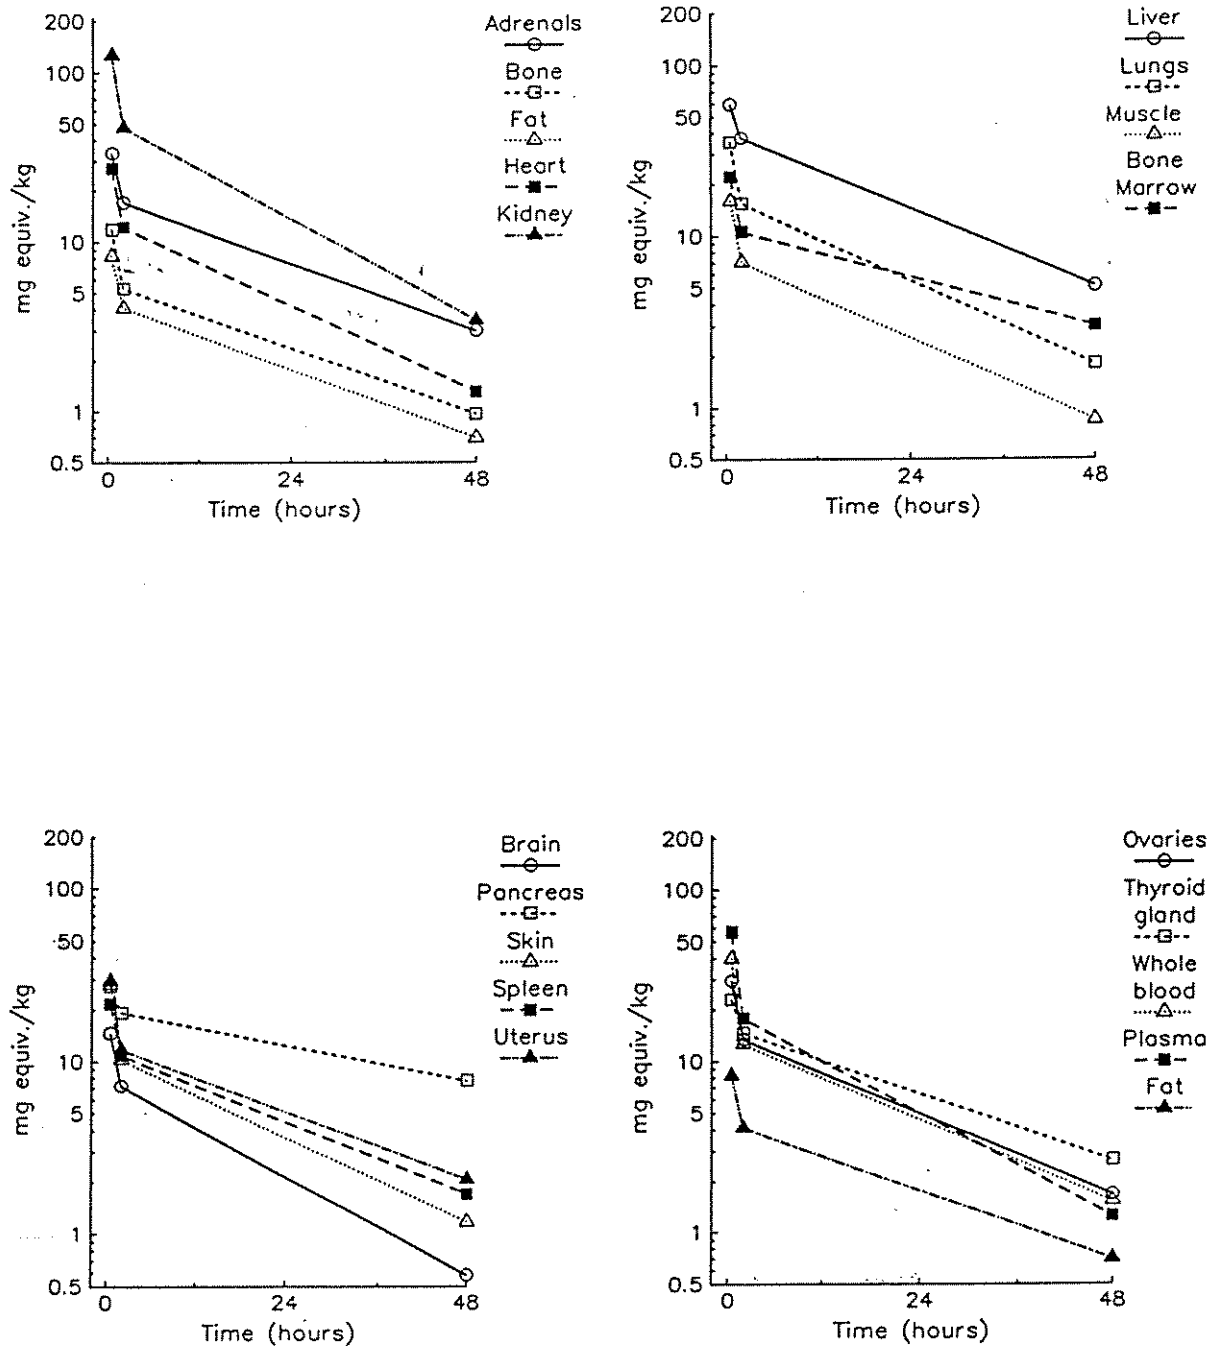 200
100
50
10
5
1
0.5
mg equiv./kg
0
24
48
Time (hours)
Adrenals
Bone
Fat
Heart
Kidney
200
100
50
10
5
1
0.5
mg equiv./kg
0
24
48
Time (hours)
Liver
Lungs
Muscle
Bone
Marrow
200
100
50
10
5
1
0.5
mg equiv./kg
0
24
48
Time (hours)
Brain
Pancreas
Skin
Spleen
Uterus
200
100
50
10
5
1
0.5
mg equiv./kg
0
24
48
Time (hours)
Ovaries
Thyroid
gland
Whole
blood
Plasma
Fat